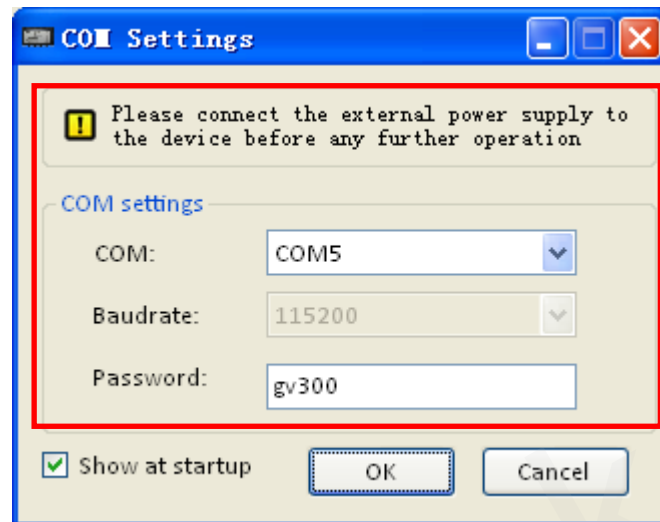 COM Settings
Please connect the external power supply to
the device before any further operation
COM settings
COM:
COM5
Baudrate:
115200
Password:
gv300
Show at startup
OK
Cancel